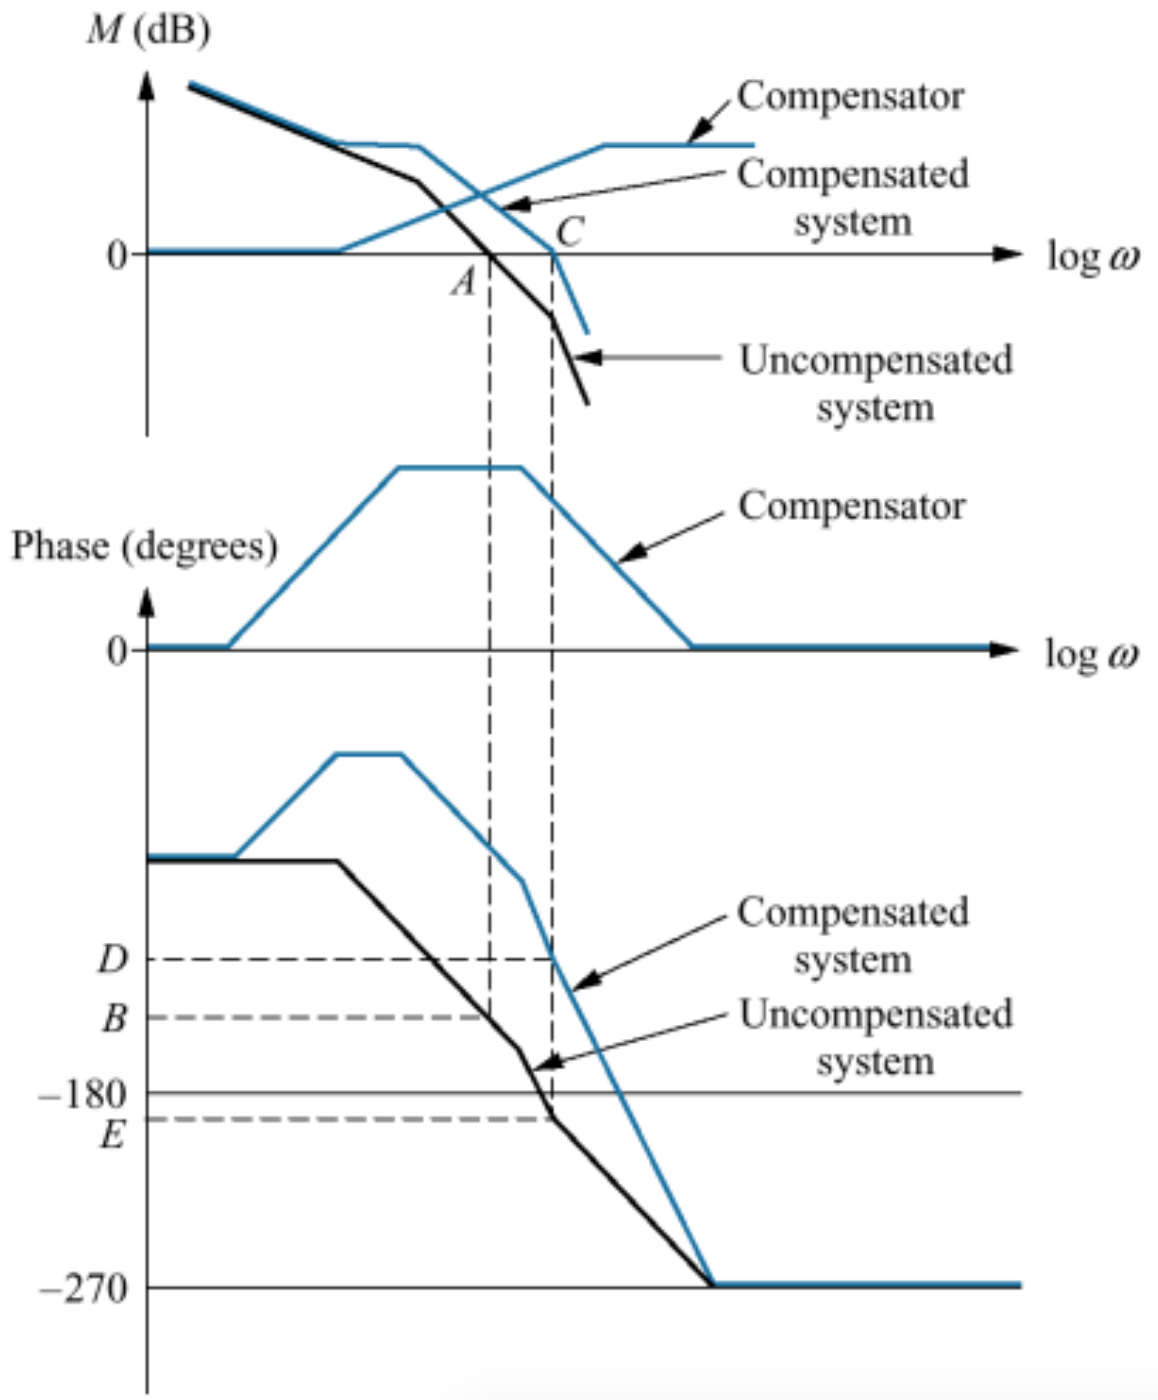 M (dB)
Compensator
Compensated
system
C
0
log ω
A
Uncompensated
system
Compensator
Phase (degrees)
0
log ω
Compensated
system
D
Uncompensated
system
B
–180
E
–270